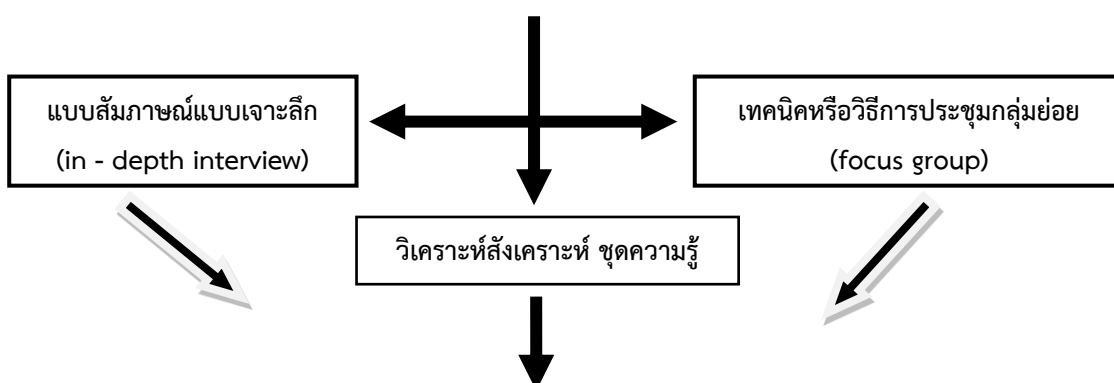 แบบสัมภาษณ์แบบเจาะลึก
(in - depth interview)
เทคนิคหรือวิธีการประชุมกลุ่มย่อย
(focus group)
วิเคราะห์สังเคราะห์ ชุดความรู้